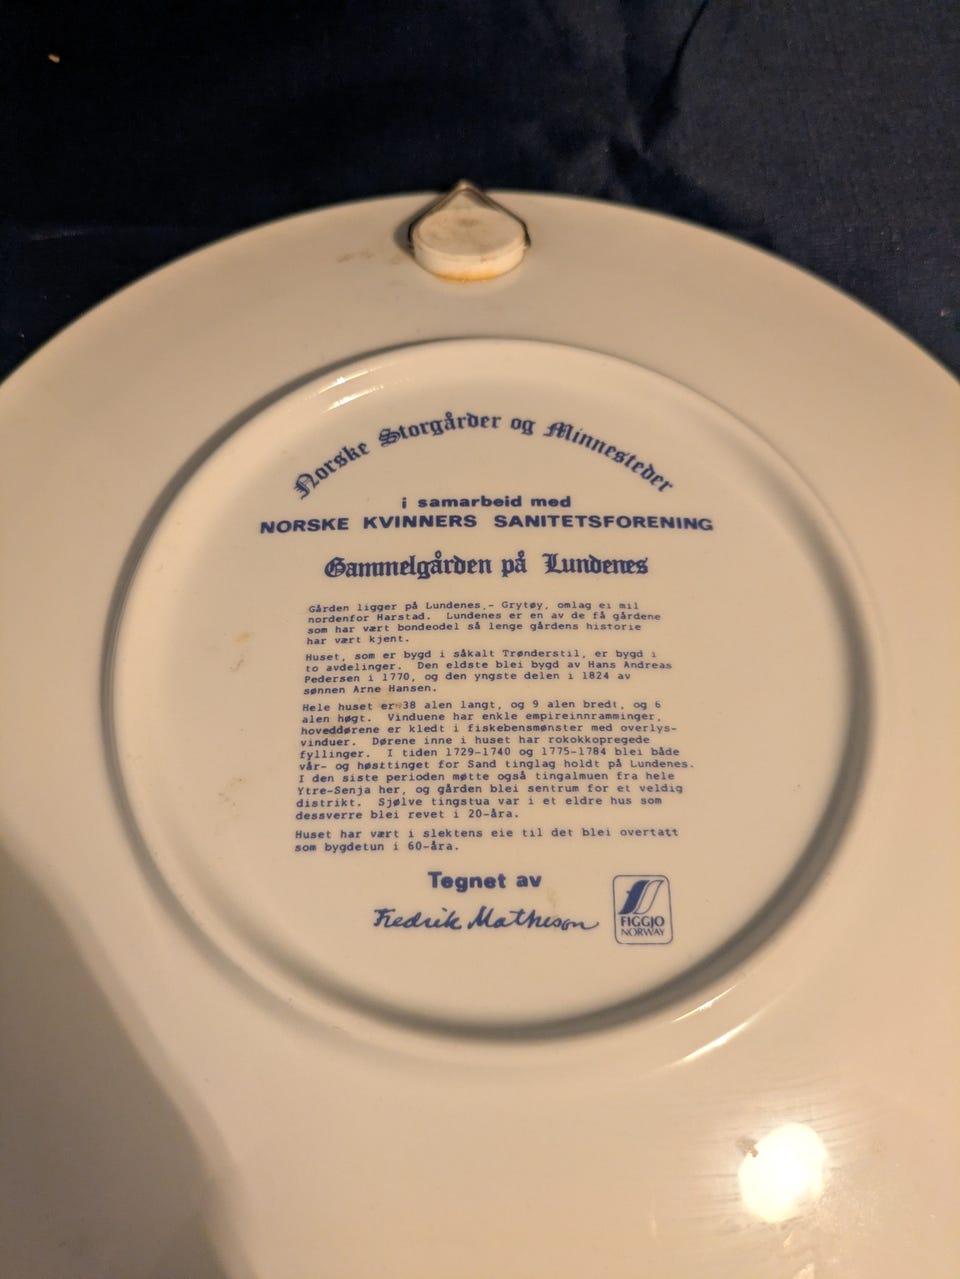 Norske Storgårder og Minnesteder
i samarbeid med
NORSKE KVINNERS SANITETSFORENING
Gammelgården på Lundenes
Gården ligger på Lundenes,- Grytøy, omlag ei mil
nordenfor Harstad. Lundenes er en av de få gårdene
som har vært bondeodel så lenge gårdens historie
har vært kjent.
Huset, som er bygd i såkalt Trønderstil, er bygd i
to avdelinger. Den eldste blei bygd av Hans Andreas
Pedersen i 1770, og den yngste delen i 1824 av
sønnen Arne Hansen.
Hele huset er 38 alen langt, og 9 alen bredt, og 6
alen høgt. Vinduene har enkle empireinnramminger,
hoveddørene er kledt i fiskebensmønster med overlys-
vinduer. Dørene inne i huset har rokokkopregede
fyllinger. I tiden 1729-1740 og 1775-1784 blei både
vår- og høsttinget for Sand tinglag holdt på Lundenes.
I den siste perioden møtte også tingalmuen fra hele
Ytre-Senja her, og gården blei sentrum for et veldig
distrikt. Sjølve tingstua var i et eldre hus som
dessverre blei revet i 20-åra.
Huset har vært i slektens eie til det blei overtatt
som bygdetun i 60-åra.
Tegnet av
Fredrik Matheson
FIGGJO
NORWAY